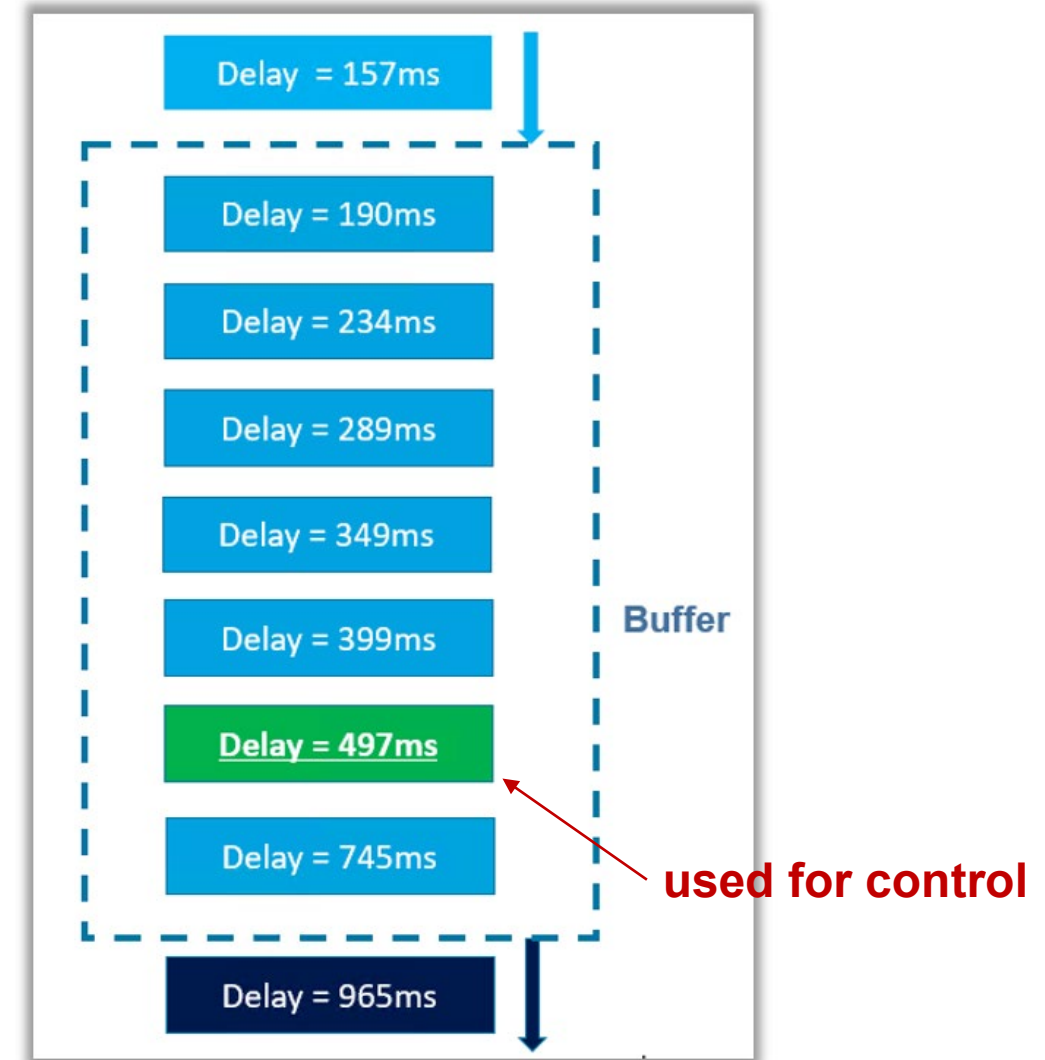 Delay = 157ms
Delay = 190ms
Delay = 234ms
Delay = 289ms
Delay = 349ms
Delay = 399ms
Buffer
Delay = 497ms
Delay = 745ms
used for control
Delay = 965ms